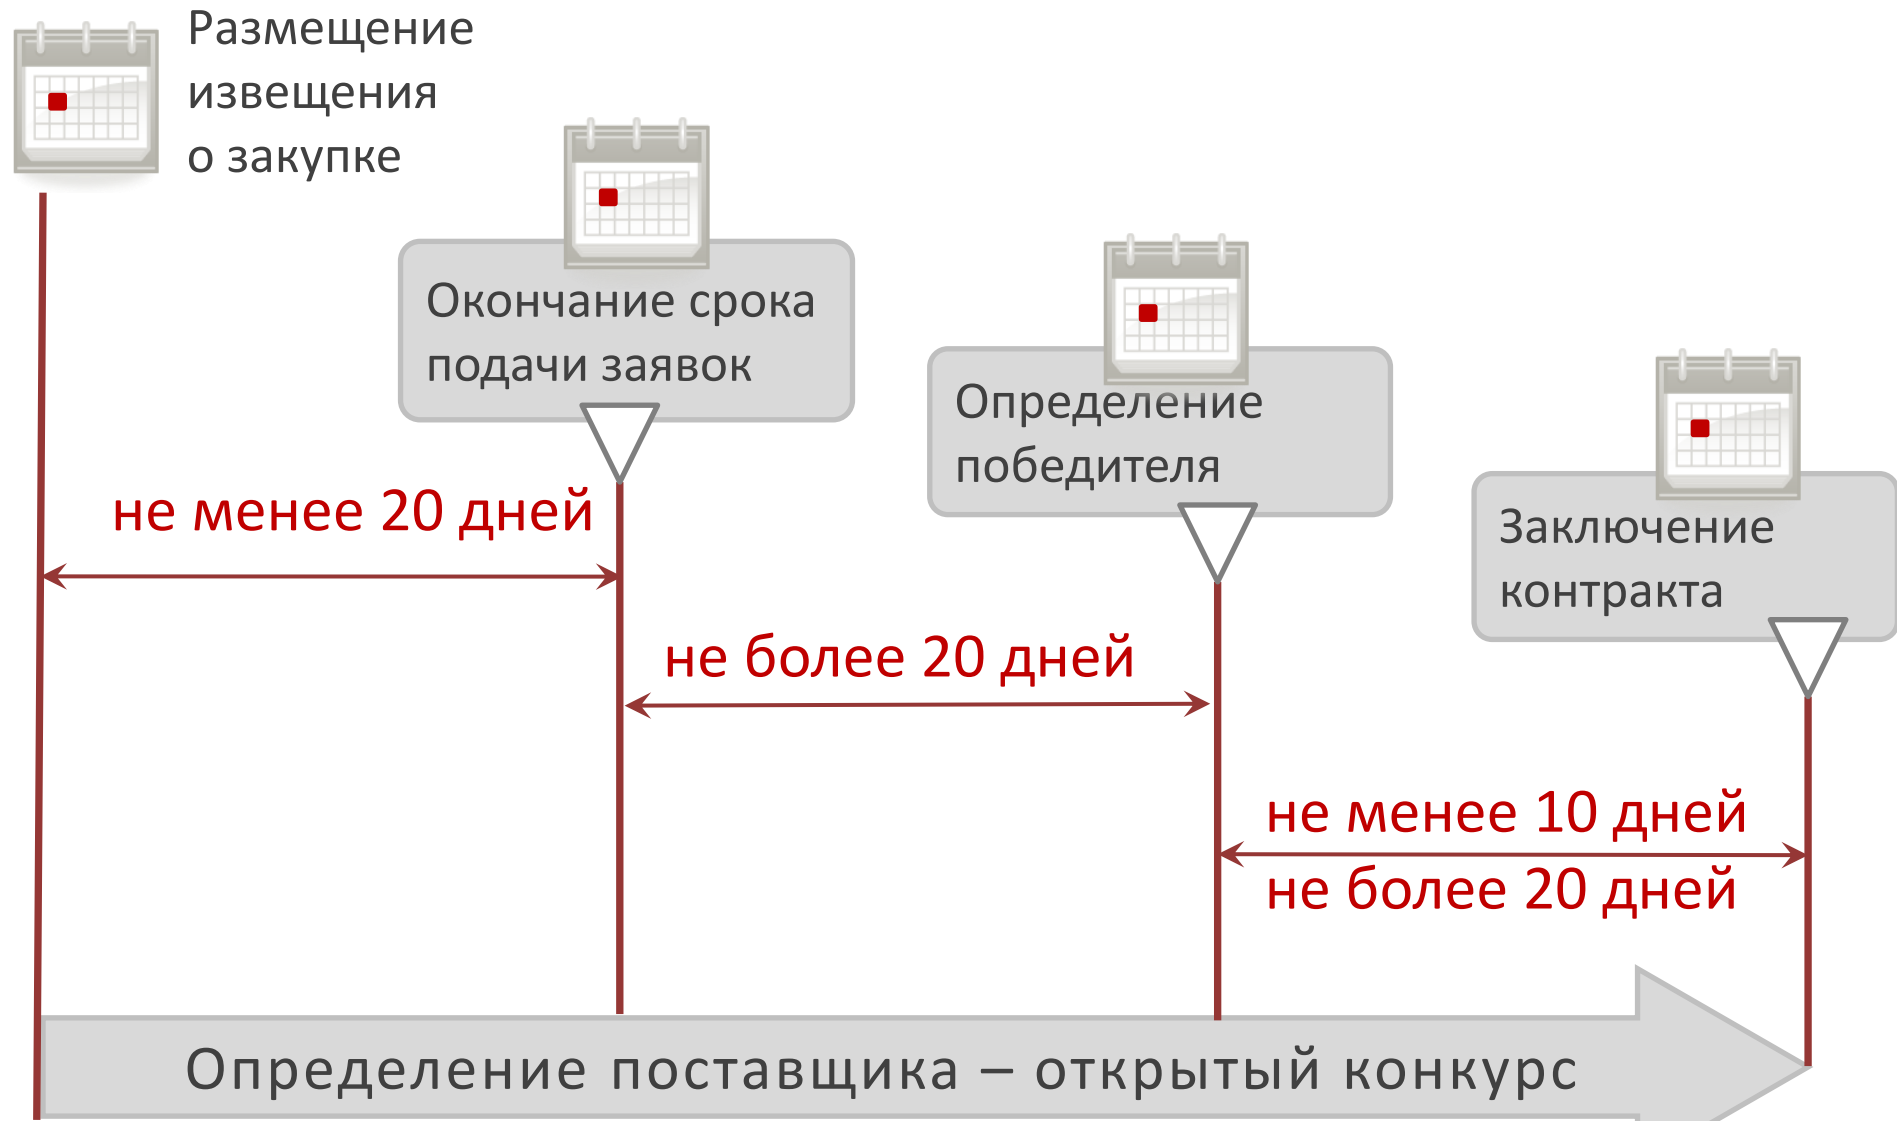 Размещение
извещения
о закупке
Окончание срока
подачи заявок
Определение
победителя
Заключение
контракта
не менее 20 дней
не более 20 дней
не менее 10 дней
не более 20 дней
Определение поставщика – открытый конкурс